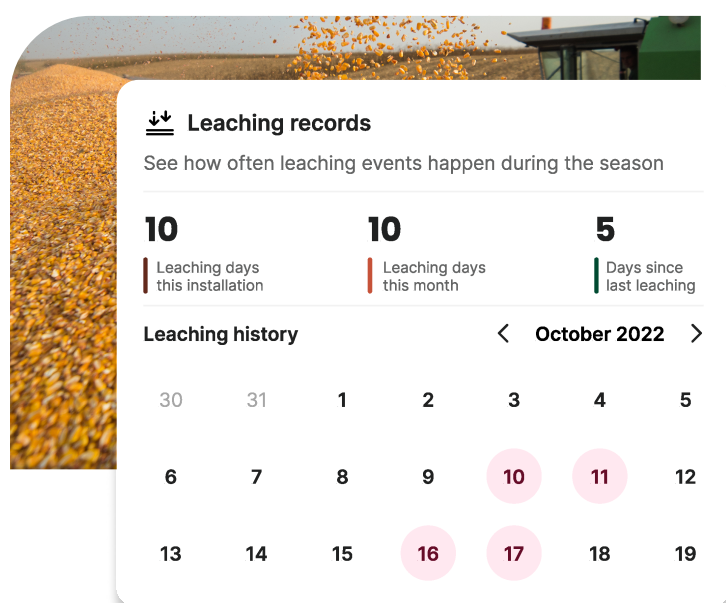 Leaching records
See how often leaching events happen during the season
10 10 5
Leaching days Leaching days Days since
this installation this month last leaching
Leaching history < October 2022 >
30 31 1 2 3 4 5
6 7 8 9 10 11 12
13 14 15 16 17 18 19